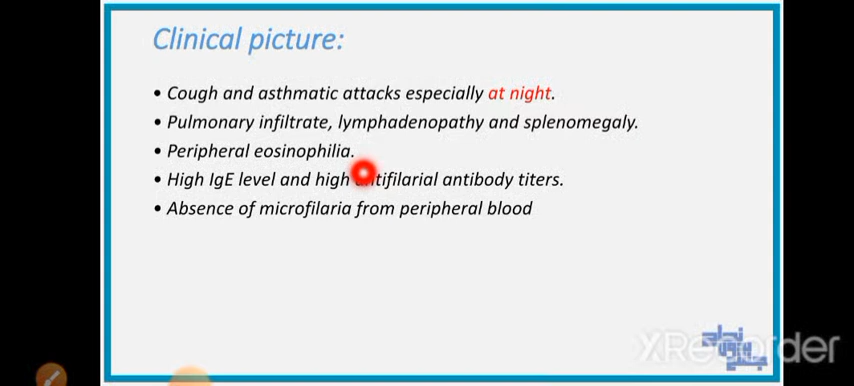 Clinical picture:
• Cough and asthmatic attacks especially at night.
• Pulmonary infiltrate, lymphadenopathy and splenomegaly.
• Peripheral eosinophilia.
• High IgE level and high antifilarial antibody titers.
• Absence of microfilaria from peripheral blood
XRecorder